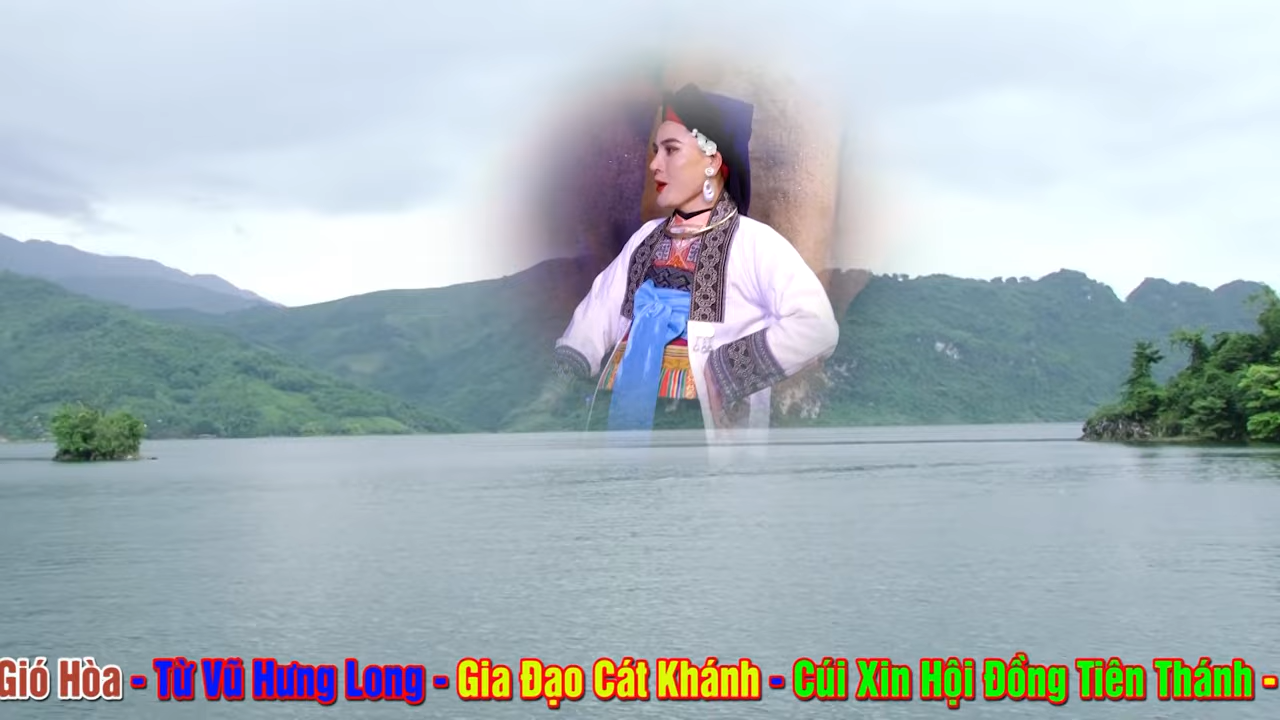 Gió Hòa - Từ Vũ Hưng Long - Gia Đạo Cát Khánh - Cúi Xin Hội Đồng Tiên Thánh -